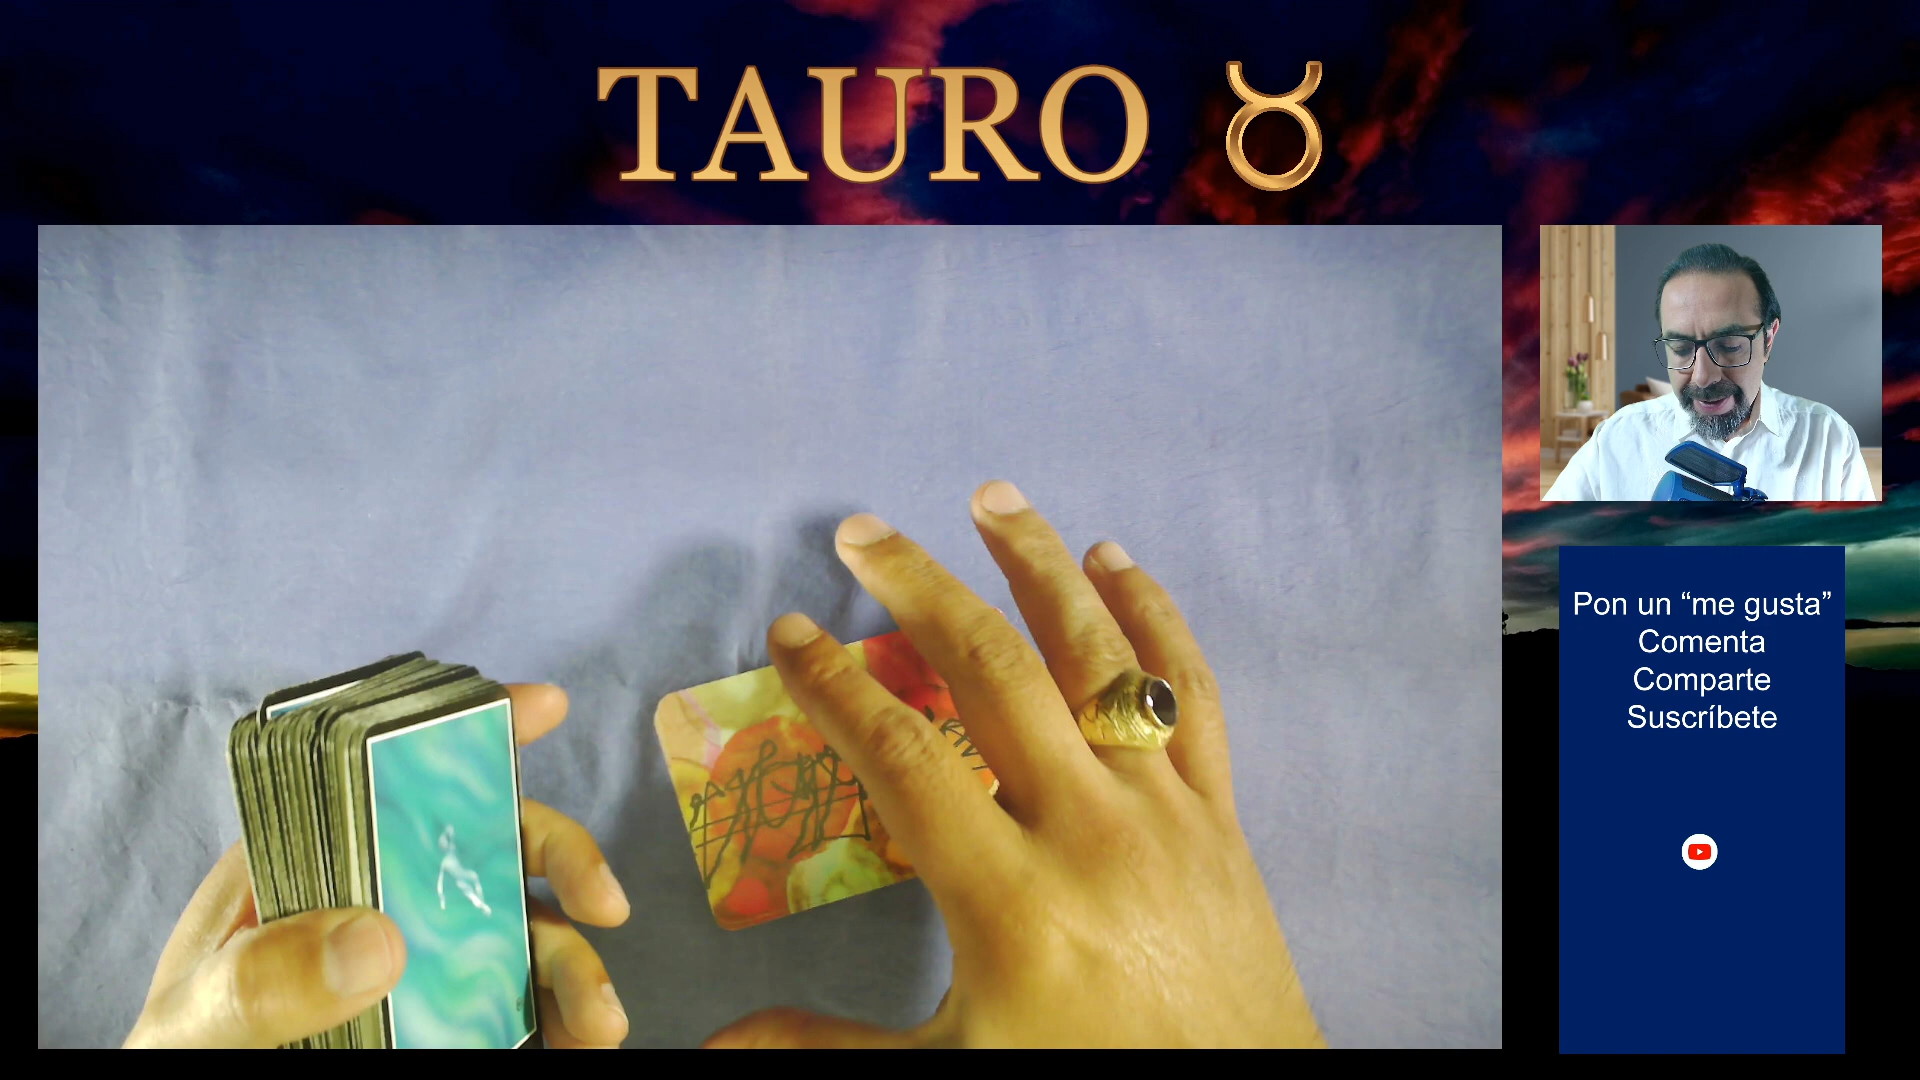 TAURO ♉
Pon un “me gusta”
Comenta
Comparte
Suscríbete